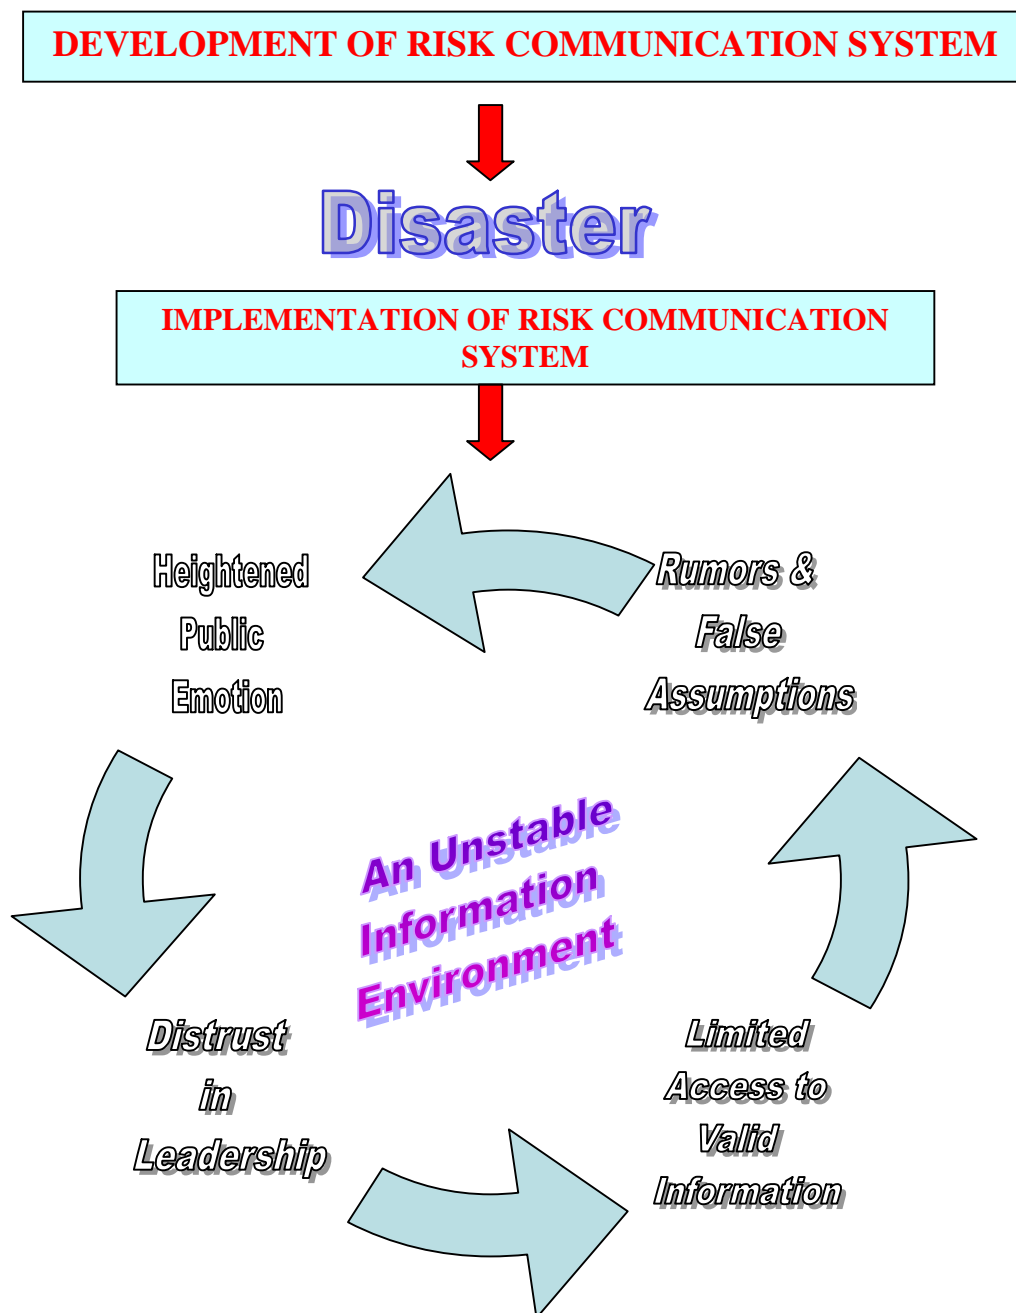 DEVELOPMENT OF RISK COMMUNICATION SYSTEM
Disaster
IMPLEMENTATION OF RISK COMMUNICATION
SYSTEM
Heightened
Public
Emotion
Rumors &
False
Assumptions
An Unstable
Information
Environment
Distrust
in
Leadership
Limited
Access to
Valid
Information